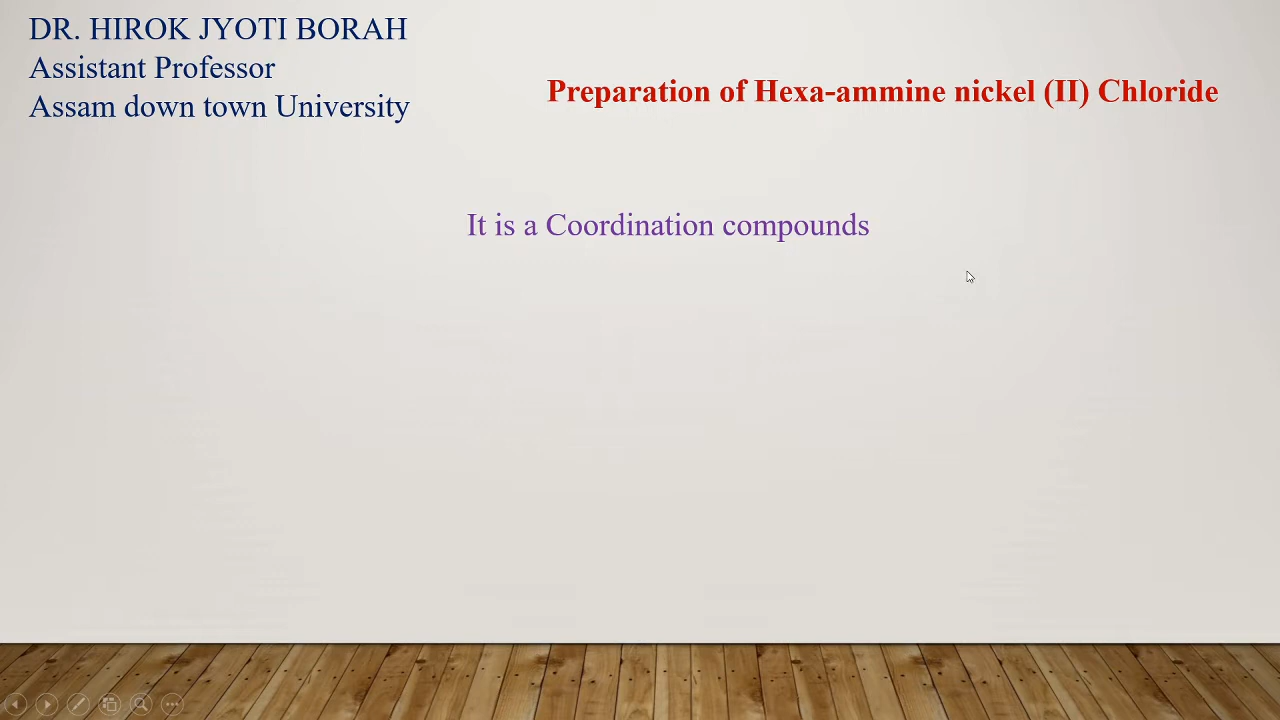 DR. HIROK JYOTI BORAH
Assistant Professor
Assam down town University
Preparation of Hexa-ammine nickel (II) Chloride
It is a Coordination compounds